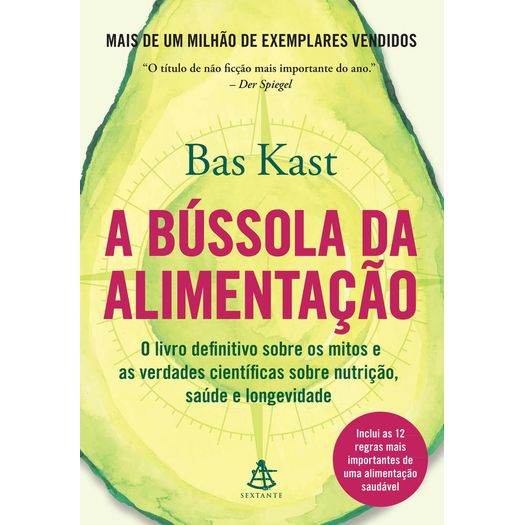 MAIS DE UM MILHÃO DE EXEMPLARES VENDIDOS
“O título de não ficção mais importante do ano.”
– Der Spiegel
Bas Kast
A BÚSSOLA DA
ALIMENTAÇÃO
O livro definitivo sobre os mitos e
as verdades científicas sobre nutrição,
saúde e longevidade
Inclui as 12
regras mais
importantes de
uma alimentação
saudável
SEXTANTE